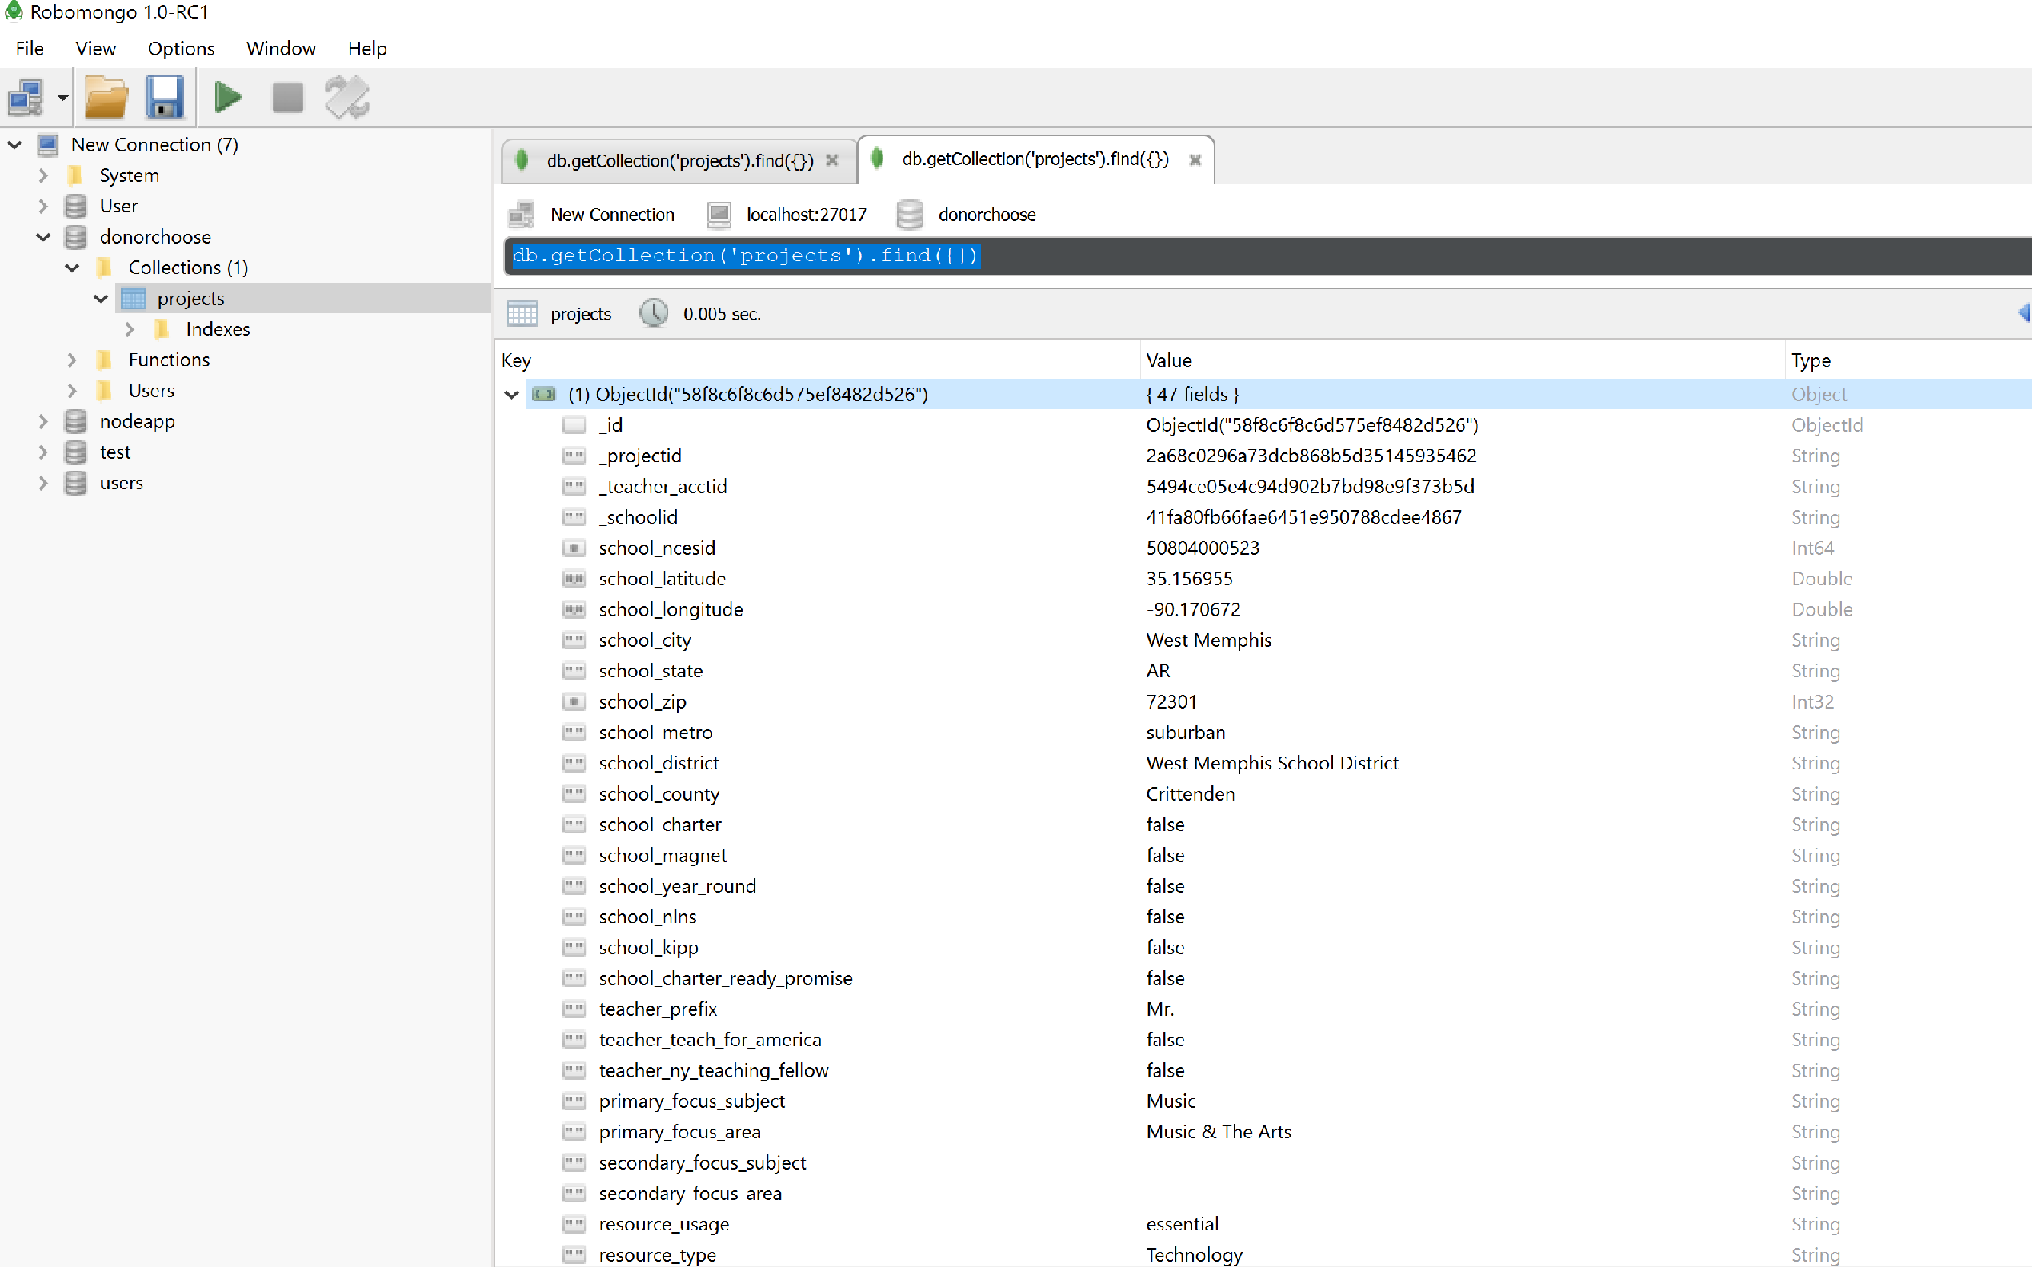 Robomongo 1.0-RC1
File View Options Window Help
New Connection (7)
System
User
donorchoose
Collections (1)
projects
Indexes
Functions
Users
nodeapp
test
users
db.getCollection('projects').find({}) db.getCollection('projects').find({})
New Connection localhost:27017 donorchoose
db.getCollection('projects').find({})
projects 0.005 sec.
Key Value Type
(1) ObjectId("58f8c6f8c6d575ef8482d526") { 47 fields } Object
_id ObjectId("58f8c6f8c6d575ef8482d526") ObjectId
_projectid 2a68c0296a73dcb868b5d35145935462 String
_teacher_acctid 5494ce05e4c94d902b7bd98e9f373b5d String
_schoolid 41fa80fb66fae6451e950788cdee4867 String
school_ncesid 50804000523 Int64
school_latitude 35.156955 Double
school_longitude -90.170672 Double
school_city West Memphis String
school_state AR String
school_zip 72301 Int32
school_metro suburban String
school_district West Memphis School District String
school_county Crittenden String
school_charter false String
school_magnet false String
school_year_round false String
school_nlns false String
school_kipp false String
school_charter_ready_promise false String
teacher_prefix Mr. String
teacher_teach_for_america false String
teacher_ny_teaching_fellow false String
primary_focus_subject Music String
primary_focus_area Music & The Arts String
secondary_focus_subject String
secondary_focus_area String
resource_usage essential String
resource_type Technology String